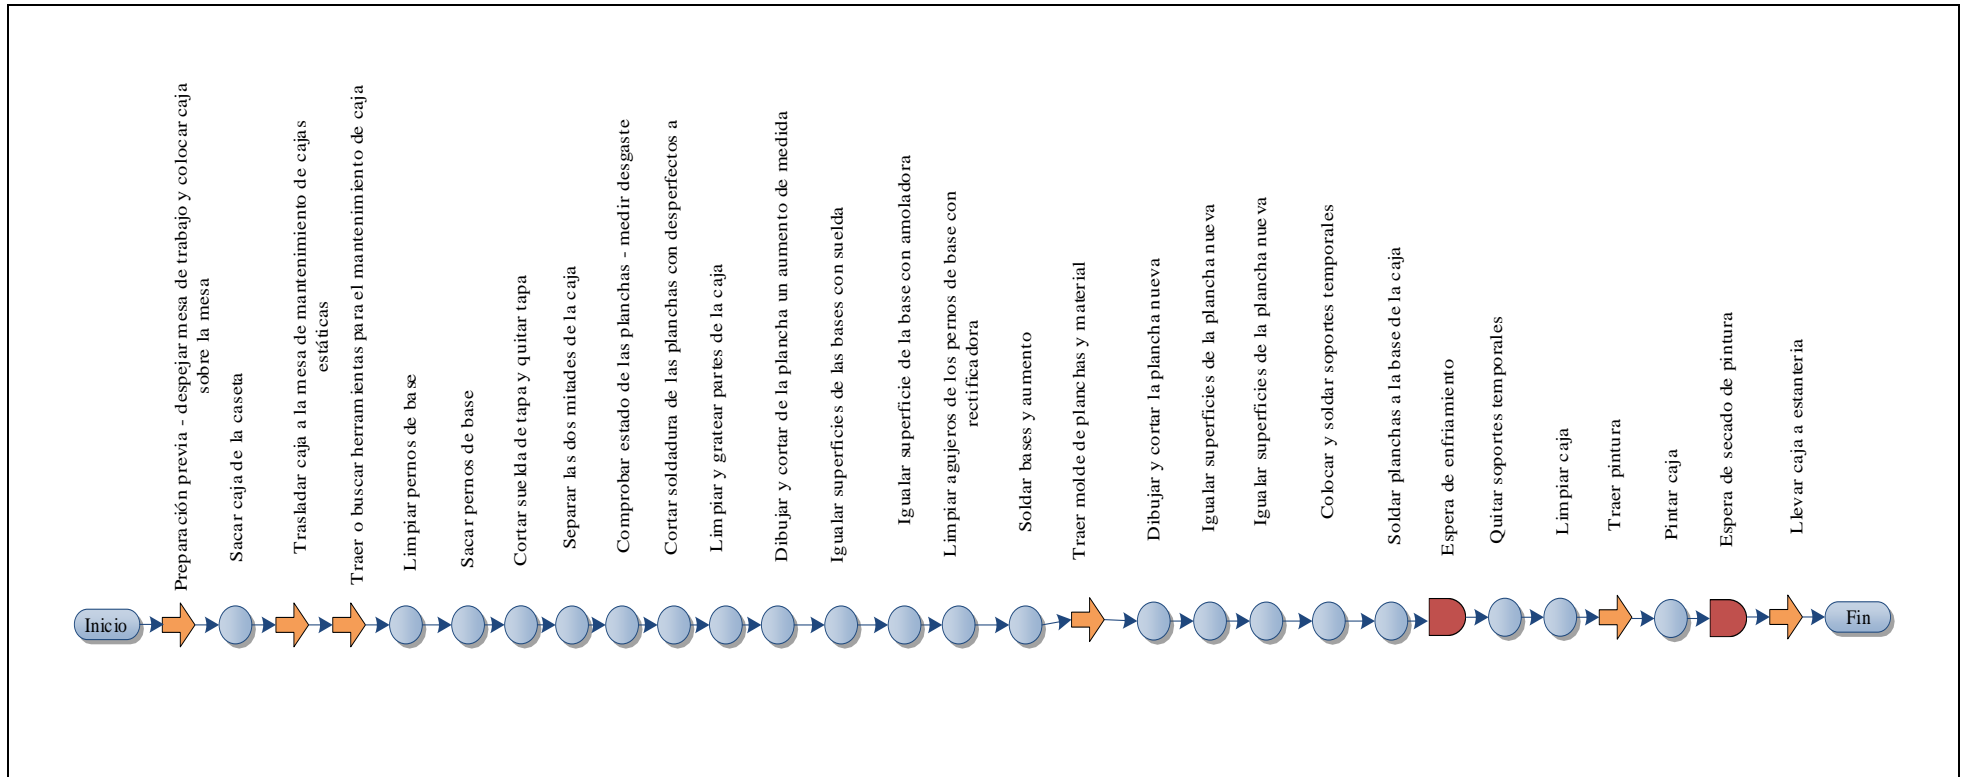 Inicio
Preparación previa - despejar mesa de trabajo y colocar caja
sobre la mesa
Sacar caja de la caseta
Trasladar caja a la mesa de mantenimiento de cajas
estáticas
Traer o buscar herramientas para el mantenimiento de caja
Limpiar pernos de base
Sacar pernos de base
Cortar suelda de tapa y quitar tapa
Separar las dos mitades de la caja
Comprobar estado de las planchas - medir desgaste
Cortar soldadura de las planchas con desperfectos a
Limpiar y gratear partes de la caja
Dibujar y cortar de la plancha un aumento de medida
Igualar superficies de las bases con suelda
Igualar superficie de la base con amoladora
Limpiar agujeros de los pernos de base con
rectificadora
Soldar bases y aumento
Traer molde de planchas y material
Dibujar y cortar la plancha nueva
Igualar superficies de la plancha nueva
Igualar superficies de la plancha nueva
Colocar y soldar soportes temporales
Soldar planchas a la base de la caja
Espera de enfriamiento
Quitar soportes temporales
Limpiar caja
Traer pintura
Pintar caja
Espera de secado de pintura
Llevar caja a estanteria
Fin